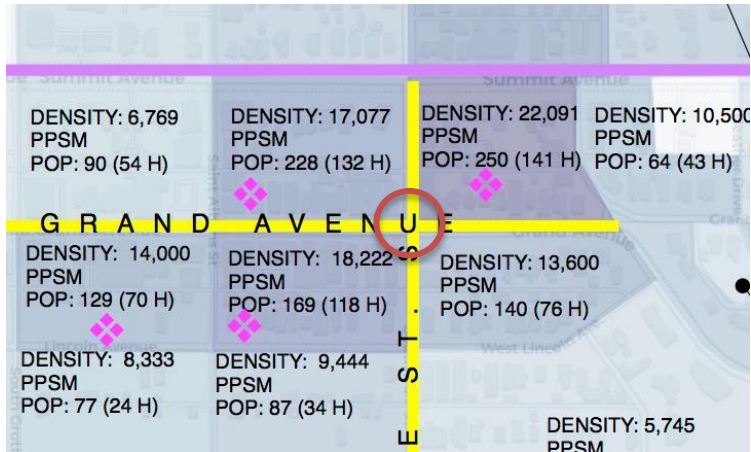 Summit Avenue
Summit Avenue
DENSITY: 6,769
PPSM
POP: 90 (54 H)
DENSITY: 17,077
PPSM
POP: 228 (132 H)
DENSITY: 22,091
PPSM
POP: 250 (141 H)
DENSITY: 10,500
PPSM
POP: 64 (43 H)
GRAND AVENUE
Grand Avenue
DENSITY: 14,000
PPSM
POP: 129 (70 H)
DENSITY: 18,222
PPSM
POP: 169 (118 H)
DENSITY: 13,600
PPSM
POP: 140 (76 H)
Lincoln Avenue
West Lincoln Ave.
DENSITY: 8,333
PPSM
POP: 77 (24 H)
DENSITY: 9,444
PPSM
POP: 87 (34 H)
E ST. S
DENSITY: 5,745
PPSM